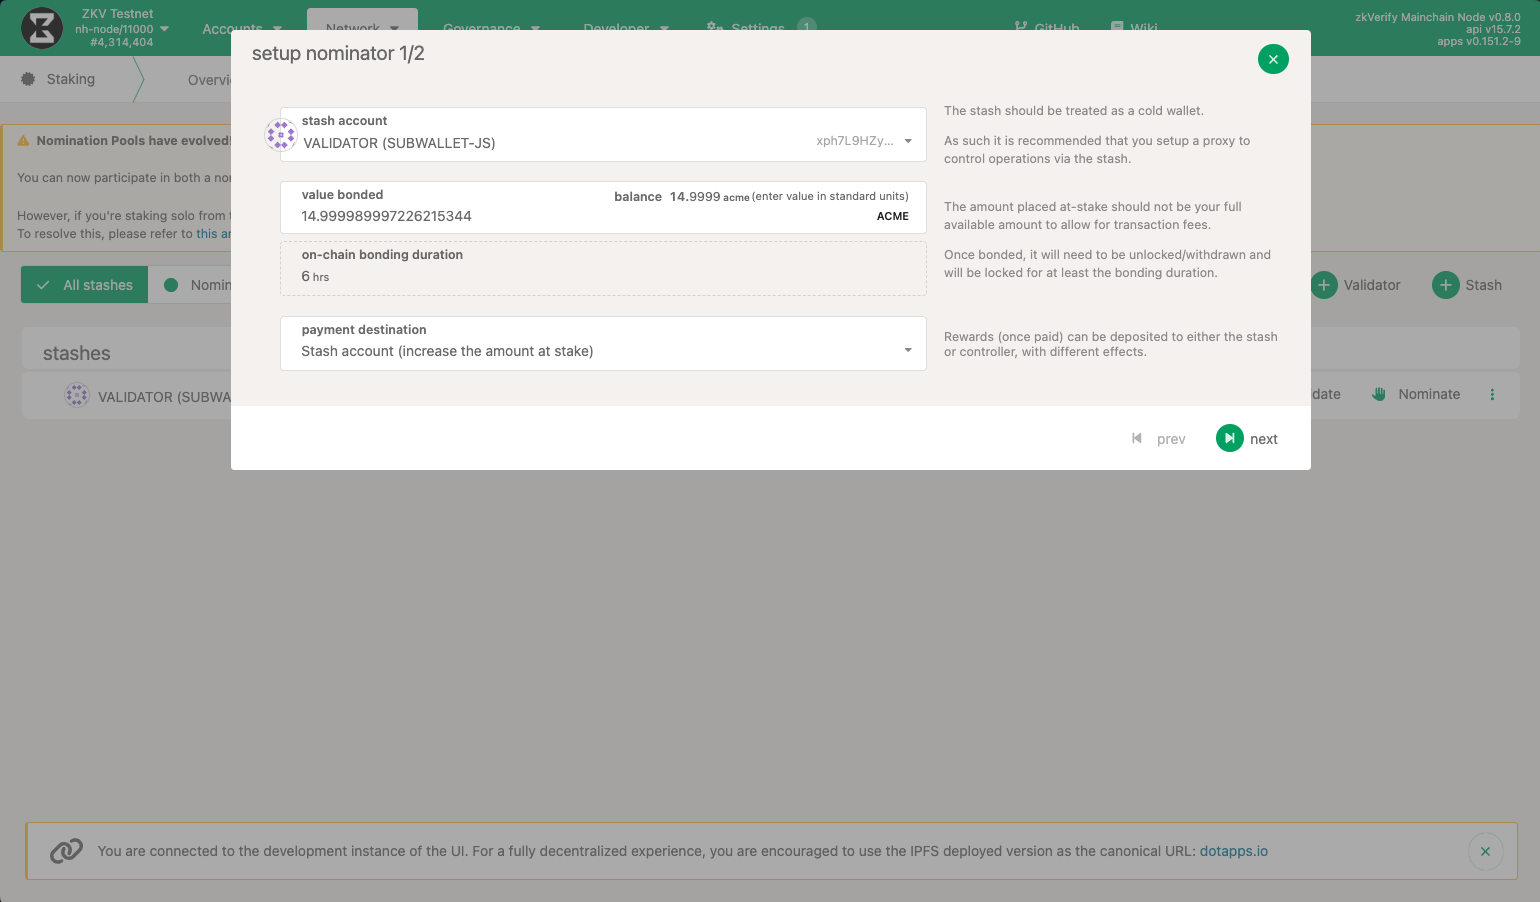 ZKV Testnet
nh-node/11000
#4,314,404
Accounts
Network
Governance
Developer
Settings
1
GitHub
Wiki
zkVerify Mainchain Node v0.8.0
api v15.7.2
apps v0.151.2-9
Staking
Overvi
Nomination Pools have evolved!
You can now participate in both a no
However, if you're staking solo from
To resolve this, please refer to this ar
All stashes
Nomin
Validator
Stash
stashes
VALIDATOR (SUBWA
date
Nominate
setup nominator 1/2
stash account
VALIDATOR (SUBWALLET-JS)
xph7L9HZy...
The stash should be treated as a cold wallet.
As such it is recommended that you setup a proxy to
control operations via the stash.
value bonded
balance 14.9999 acme (enter value in standard units)
14.999989997226215344
ACME
The amount placed at-stake should not be your full
available amount to allow for transaction fees.
on-chain bonding duration
6 hrs
Once bonded, it will need to be unlocked/withdrawn and
will be locked for at least the bonding duration.
payment destination
Stash account (increase the amount at stake)
Rewards (once paid) can be deposited to either the stash
or controller, with different effects.
prev
next
You are connected to the development instance of the UI. For a fully decentralized experience, you are encouraged to use the IPFS deployed version as the canonical URL: dotapps.io